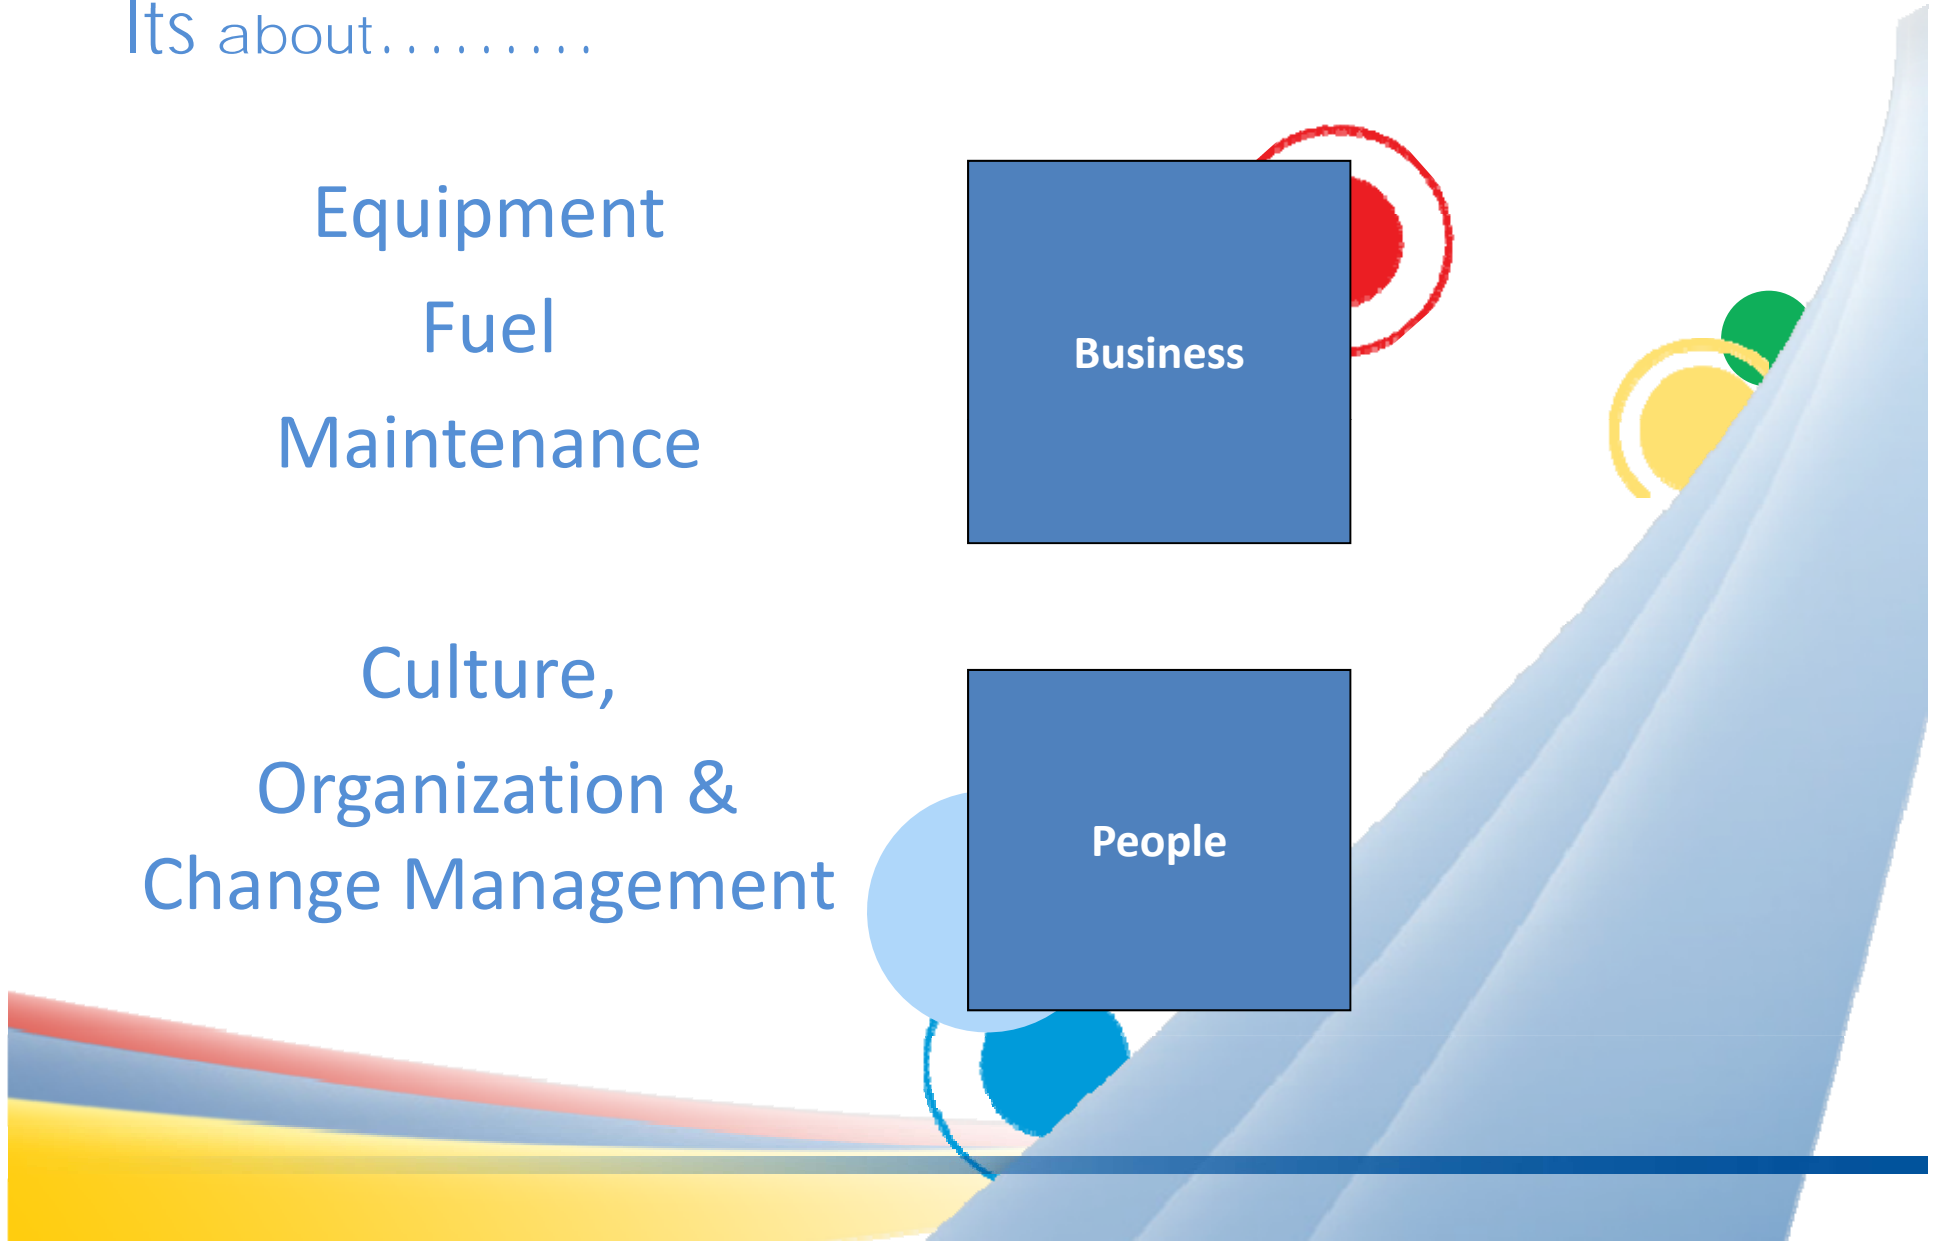 Its about.........
Equipment
Fuel
Maintenance
Business
Culture,
Organization &
Change Management
People